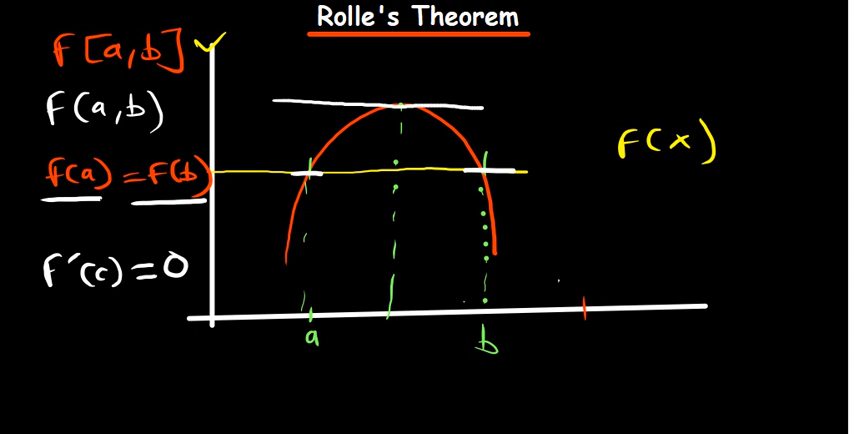 Rolle's Theorem
F[a,b]
F(a,b)
f(a) = F(b)
F'(c) = 0
F(x)
a
b